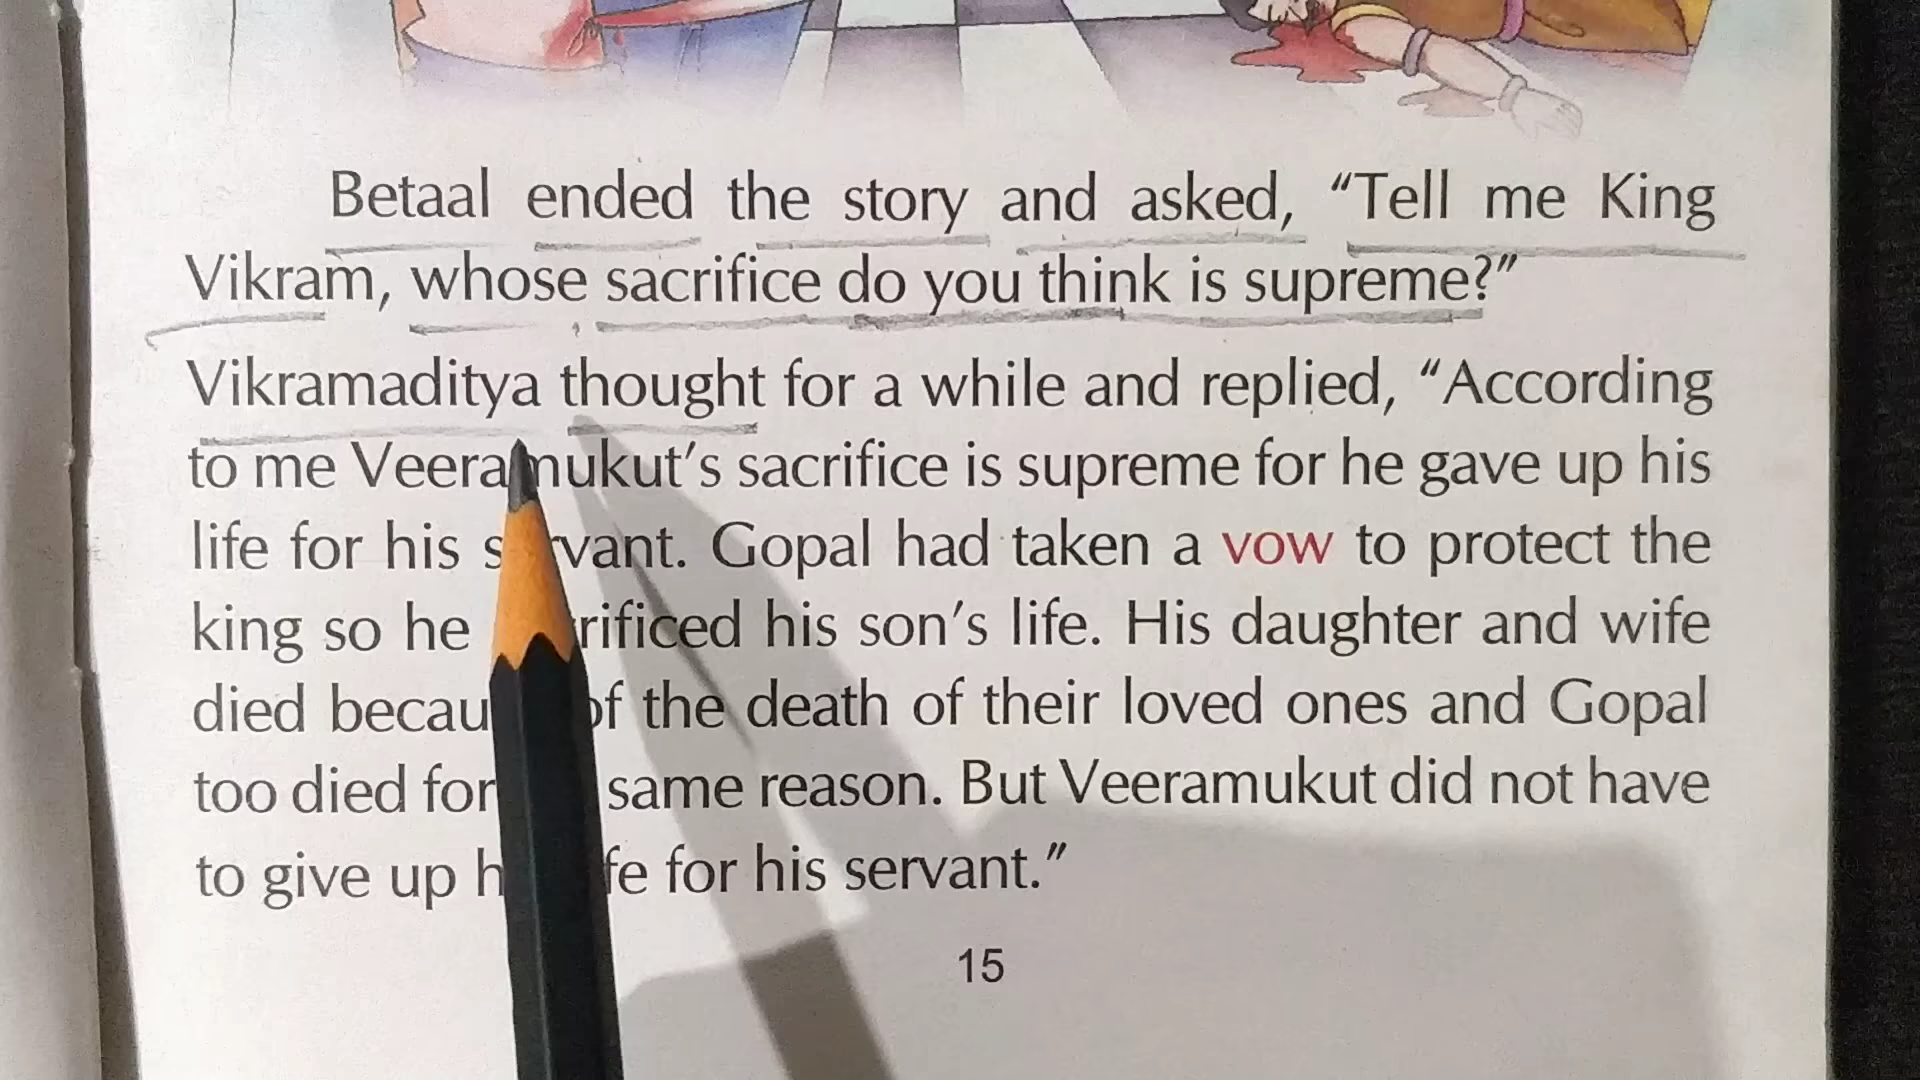 Betaal ended the story and asked, “Tell me King
Vikram, whose sacrifice do you think is supreme?”
Vikramaditya thought for a while and replied, “According
to me Veeramukut’s sacrifice is supreme for he gave up his
life for his servant. Gopal had taken a vow to protect the
king so he sacrificed his son’s life. His daughter and wife
died because of the death of their loved ones and Gopal
too died for same reason. But Veeramukut did not have
to give up life for his servant.”
15